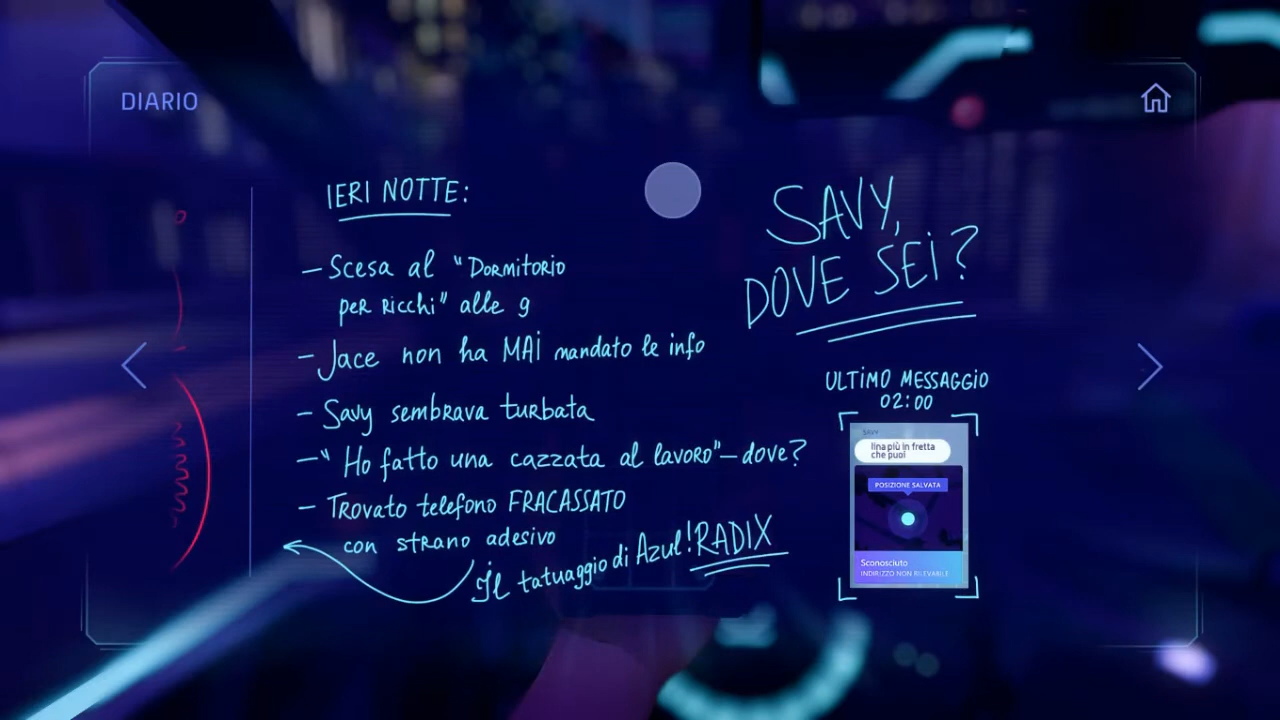 DIARIO
IERI NOTTE:
- Scesa al "Dormitorio
per ricchi" alle 9
- Jace non ha MAI mandato le info
- Savy sembrava turbata
- "Ho fatto una cazzata al lavoro" - dove?
- Trovato telefono FRACASSATO
con strano adesivo
Il tatuaggio di Azul! RADIX
SAVY,
DOVE SEI?
ULTIMO MESSAGGIO
02:00
SAVY
lina più in fretta
che puoi
POSIZIONE SALVATA
Sconosciuto
INDIRIZZO NON RILEVABILE